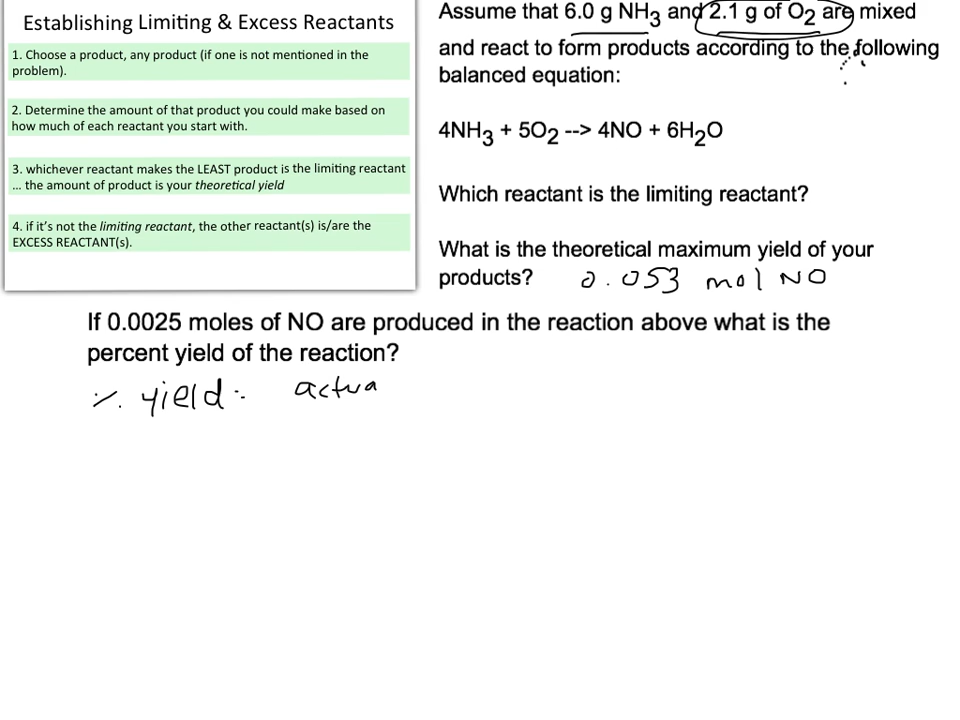 Establishing Limiting & Excess Reactants
1. Choose a product, any product (if one is not mentioned in the
problem).
2. Determine the amount of that product you could make based on
how much of each reactant you start with.
3. whichever reactant makes the LEAST product is the limiting reactant
... the amount of product is your theoretical yield
4. if it's not the limiting reactant, the other reactant(s) is/are the
EXCESS REACTANT(s).
Assume that 6.0 g NH3 and 2.1 g of O2 are mixed
and react to form products according to the following
balanced equation:
4NH3 + 5O2 --> 4NO + 6H2O
Which reactant is the limiting reactant?
What is the theoretical maximum yield of your
products? 0.053 mol NO
If 0.0025 moles of NO are produced in the reaction above what is the
percent yield of the reaction?
% yield = actua